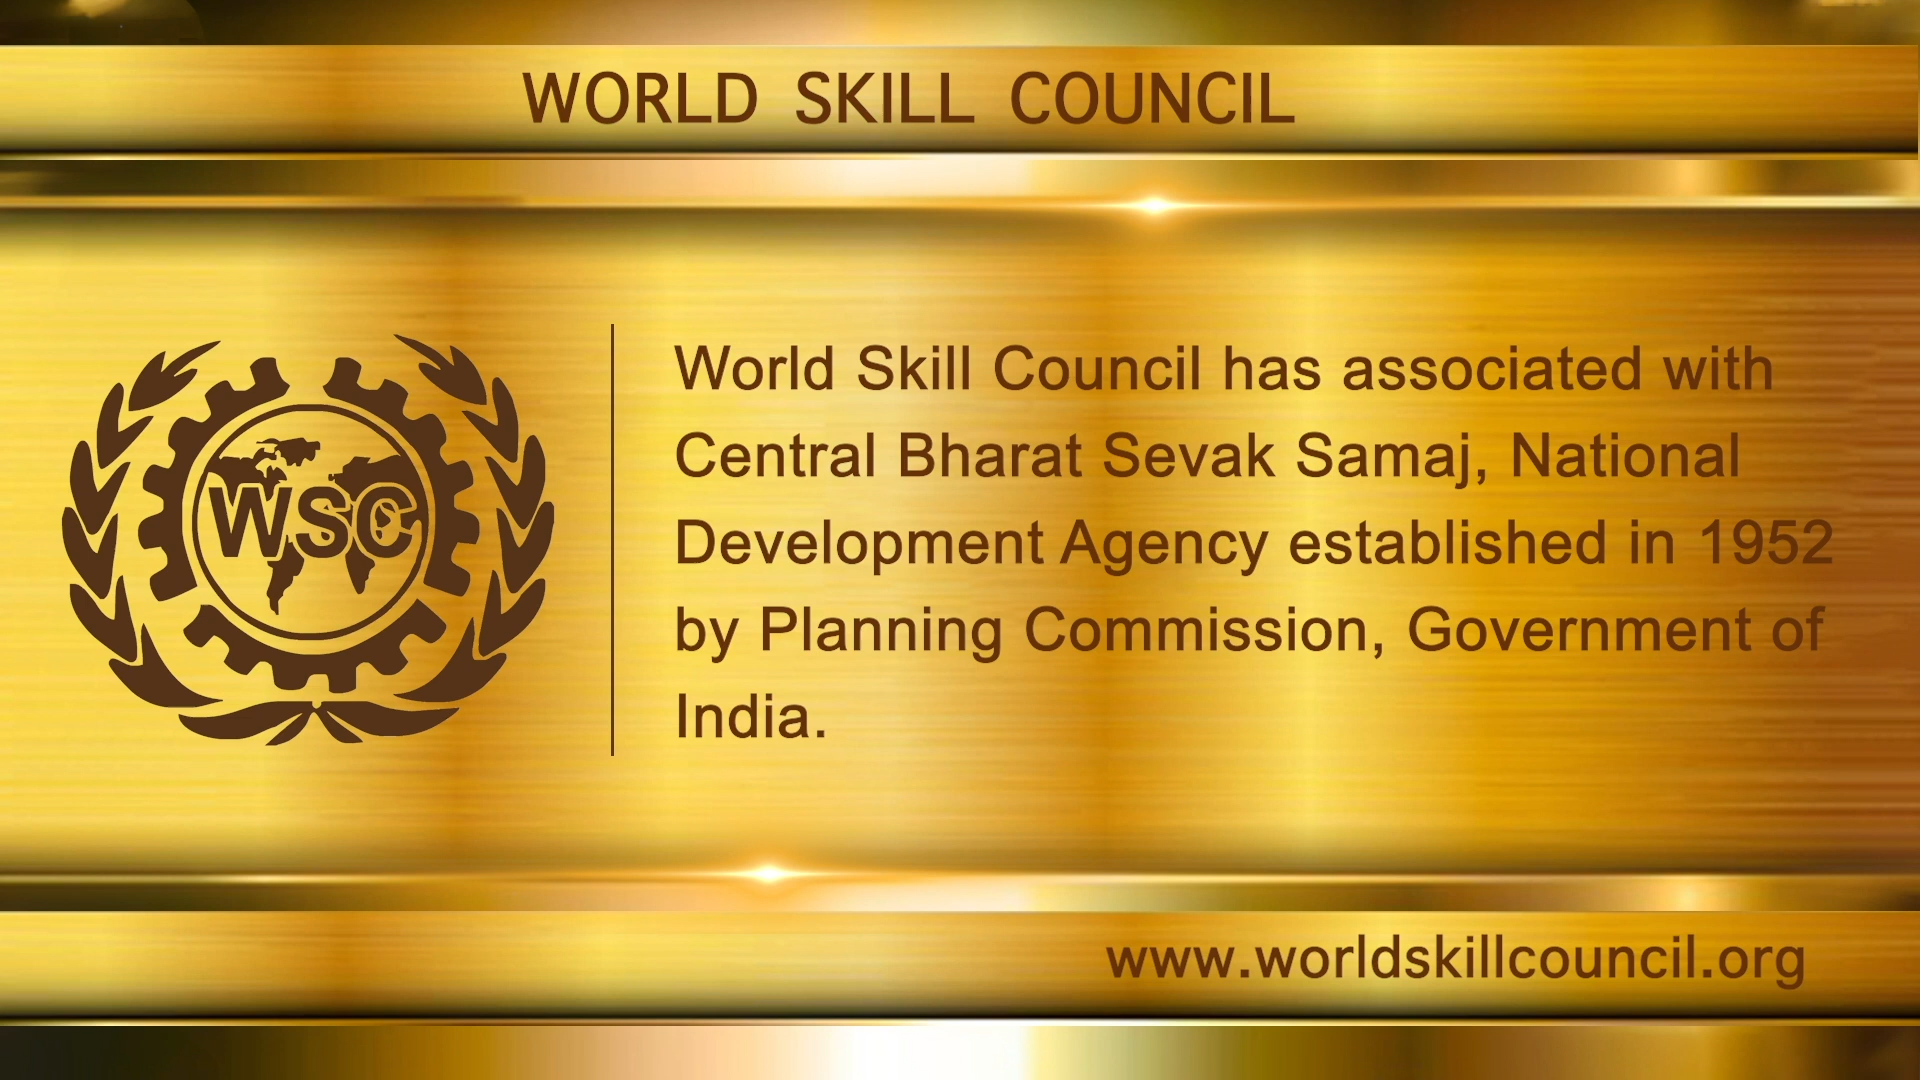 WORLD SKILL COUNCIL
WSC
World Skill Council has associated with
Central Bharat Sevak Samaj, National
Development Agency established in 1952
by Planning Commission, Government of
India.
www.worldskillcouncil.org